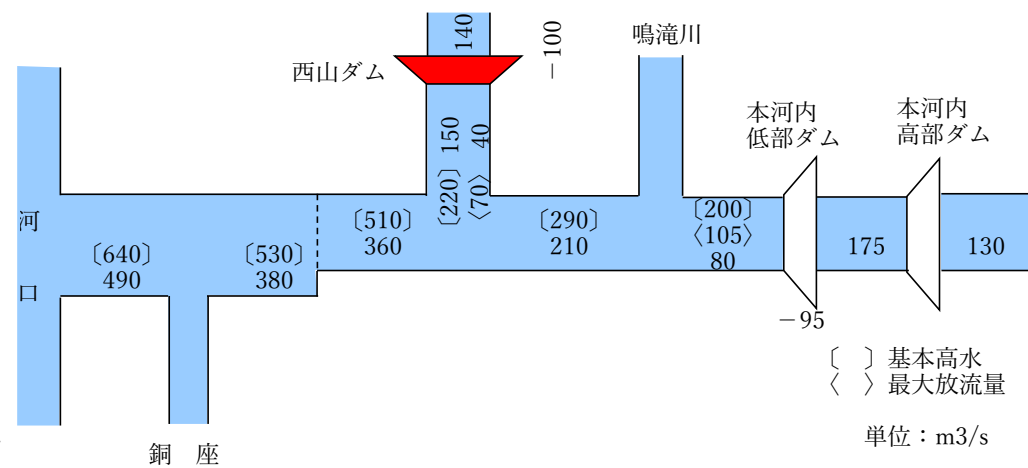 140
－100
鳴滝川
西山ダム
本河内
低部ダム
本河内
高部ダム
〔220〕150
〈70〉 40
河
口
〔640〕
490
〔530〕
380
〔510〕
360
〔290〕
210
〔200〕
〈105〉
80
175
130
－95
〔　〕基本高水
〈　〉最大放流量
単位：m3/s
銅　座